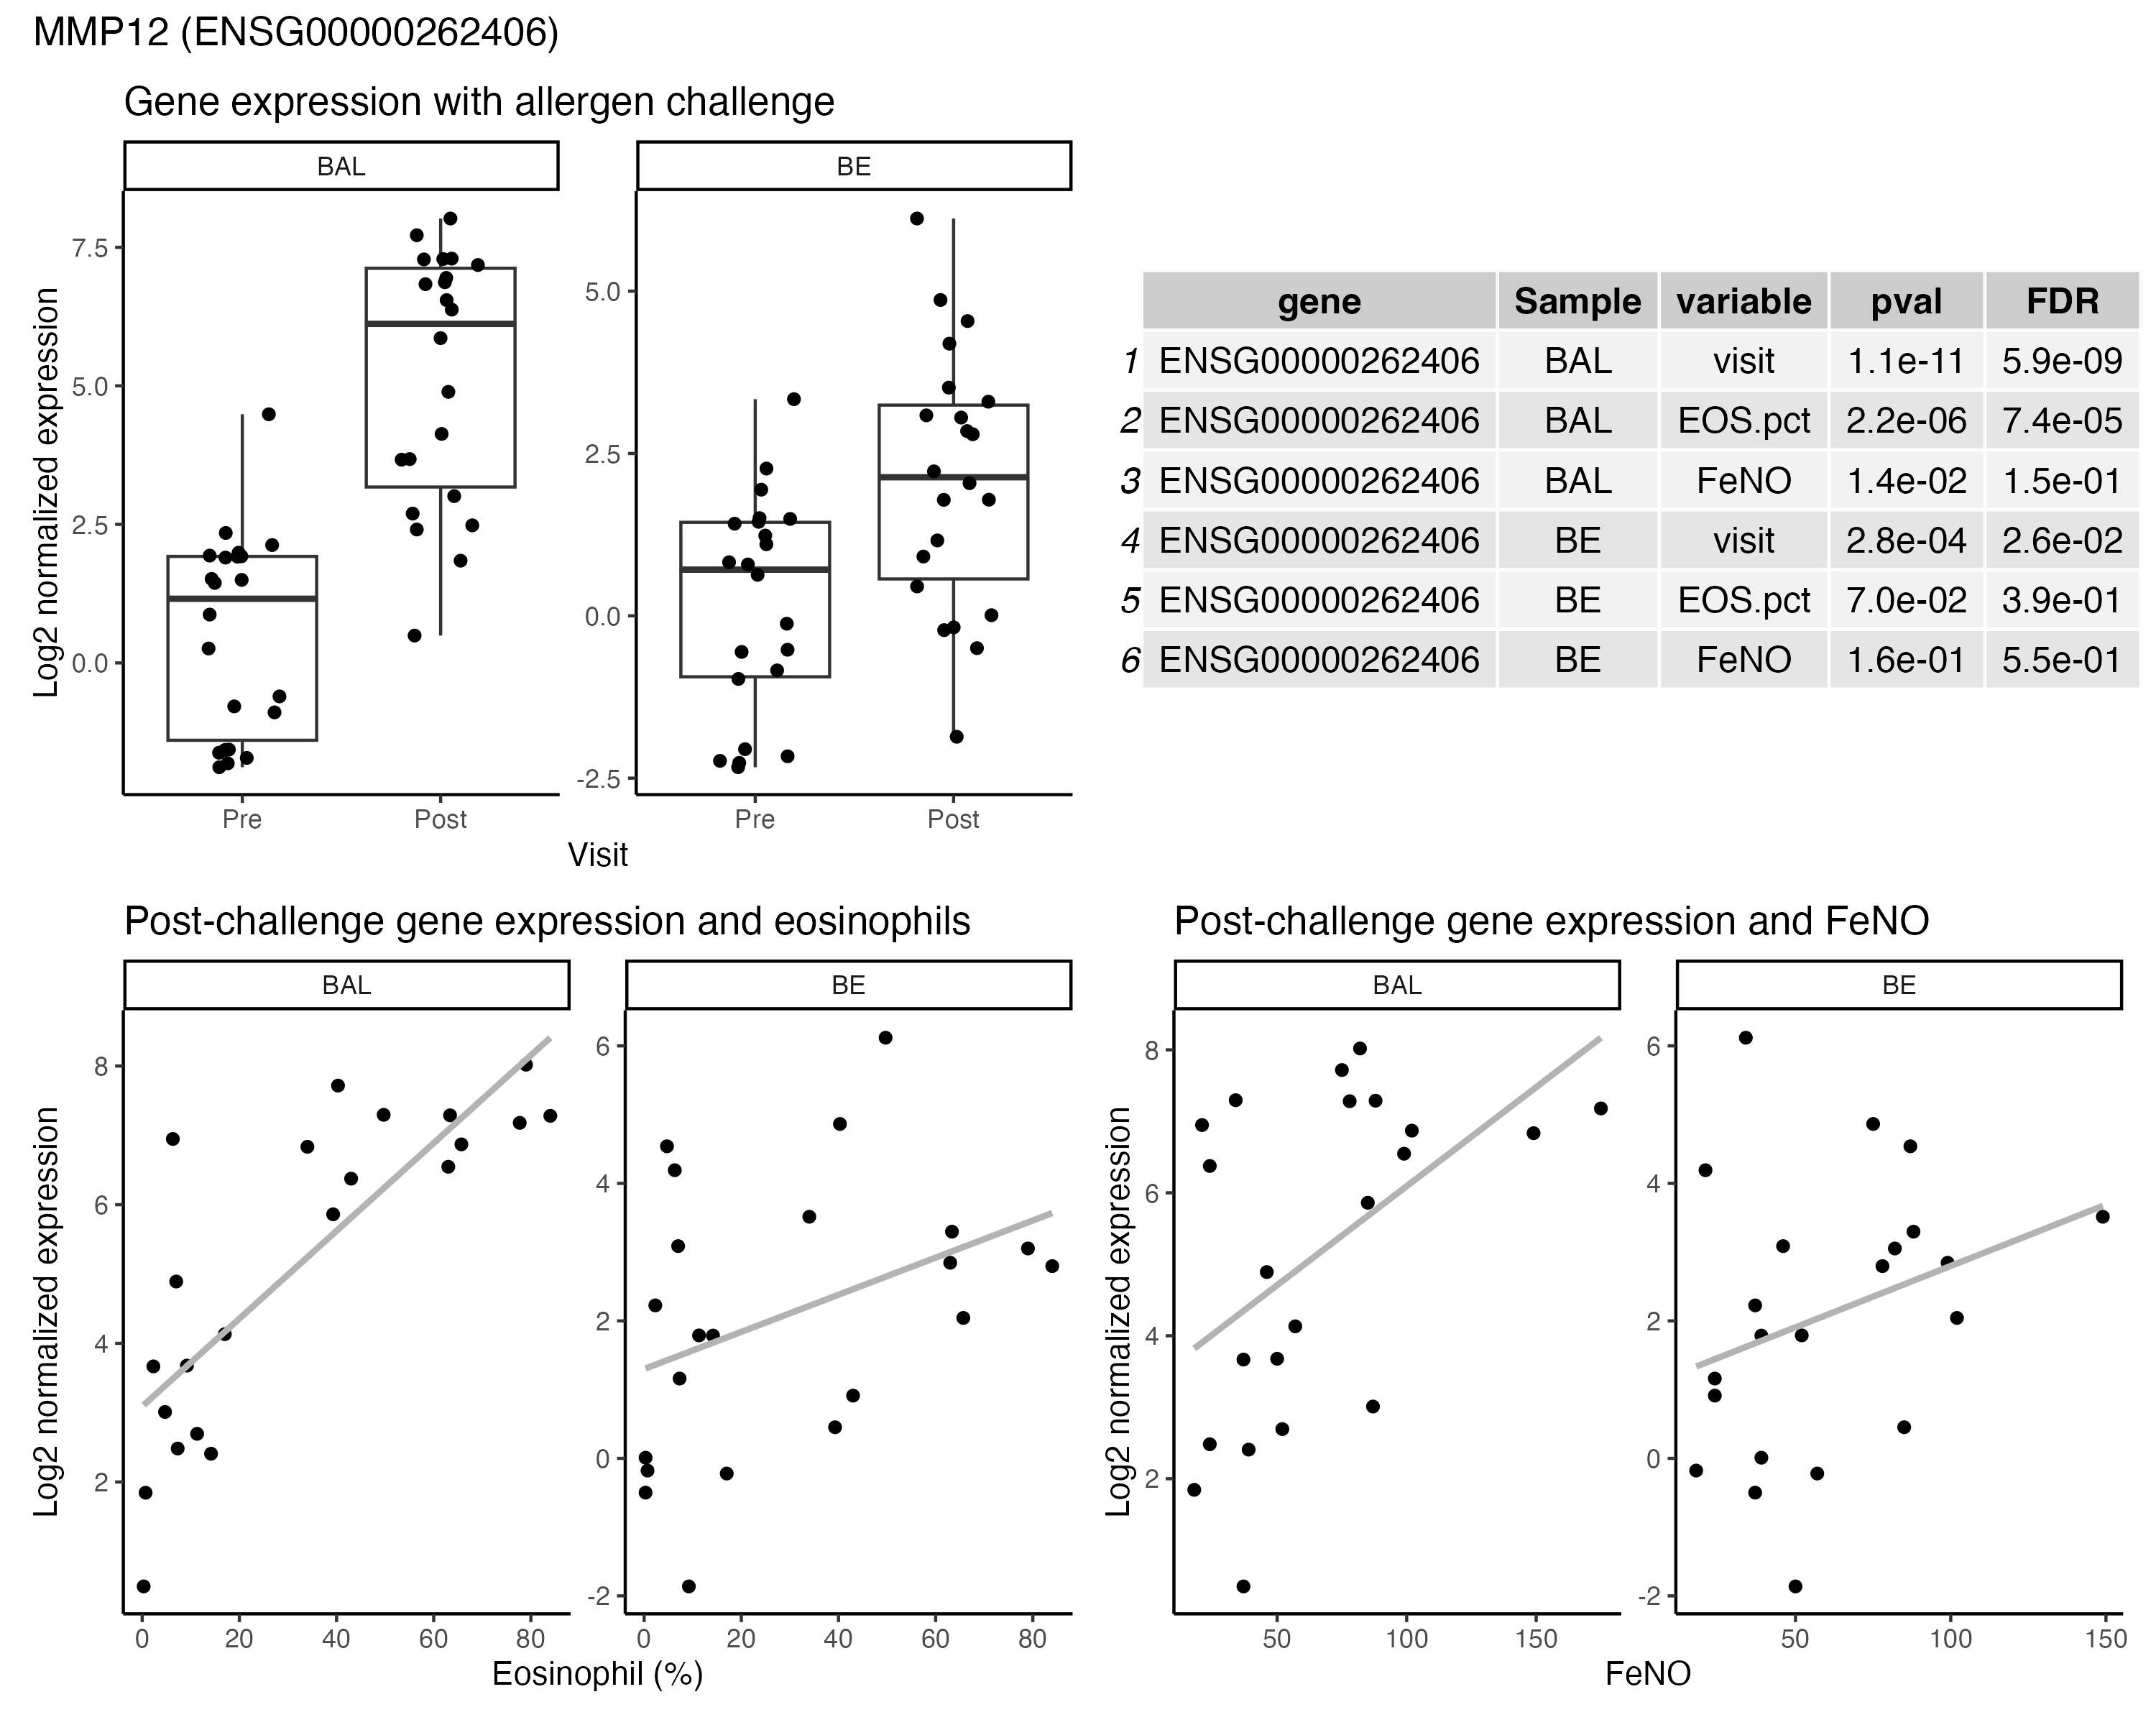 MMP12 (ENSG00000262406)
Gene expression with allergen challenge
BAL
BE
Log2 normalized expression
7.5
5.0
2.5
0.0
5.0
2.5
0.0
-2.5
Pre
Post
Pre
Post
Visit
gene Sample variable pval FDR
1 ENSG00000262406 BAL visit 1.1e-11 5.9e-09
2 ENSG00000262406 BAL EOS.pct 2.2e-06 7.4e-05
3 ENSG00000262406 BAL FeNO 1.4e-02 1.5e-01
4 ENSG00000262406 BE visit 2.8e-04 2.6e-02
5 ENSG00000262406 BE EOS.pct 7.0e-02 3.9e-01
6 ENSG00000262406 BE FeNO 1.6e-01 5.5e-01
Post-challenge gene expression and eosinophils
BAL
BE
Log2 normalized expression
8
6
4
2
6
4
2
0
-2
0 20 40 60 80
0 20 40 60 80
Eosinophil (%)
Post-challenge gene expression and FeNO
BAL
BE
Log2 normalized expression
8
6
4
2
6
4
2
0
-2
50 100 150
50 100 150
FeNO